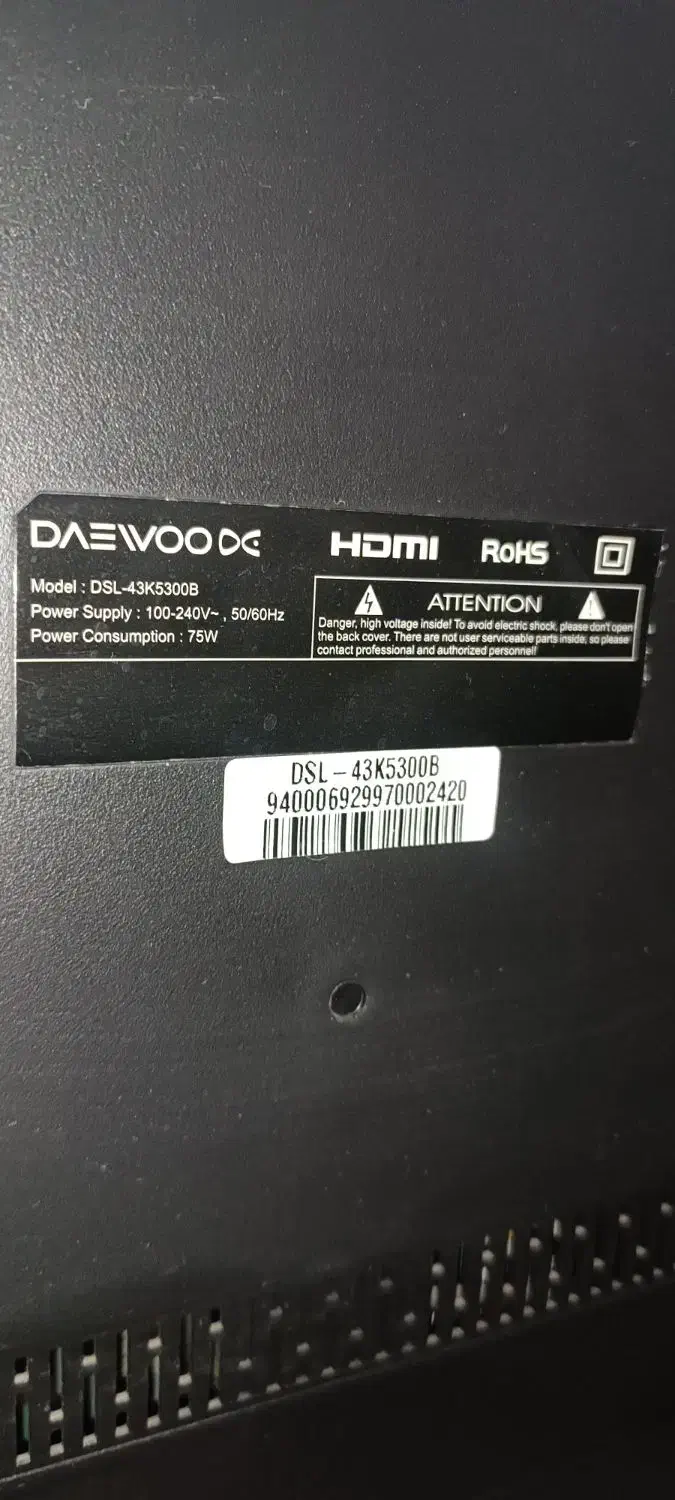 DAEWOO
HDMI
RoHS
Model : DSL-43K5300B
Power Supply : 100-240V~ , 50/60Hz
Power Consumption : 75W
ATTENTION
Danger, high voltage inside! To avoid electric shock, please don't open
the back cover. There are not user serviceable parts inside, so please
contact professional and authorized personnel!
DSL-43K5300B
940006929970002420